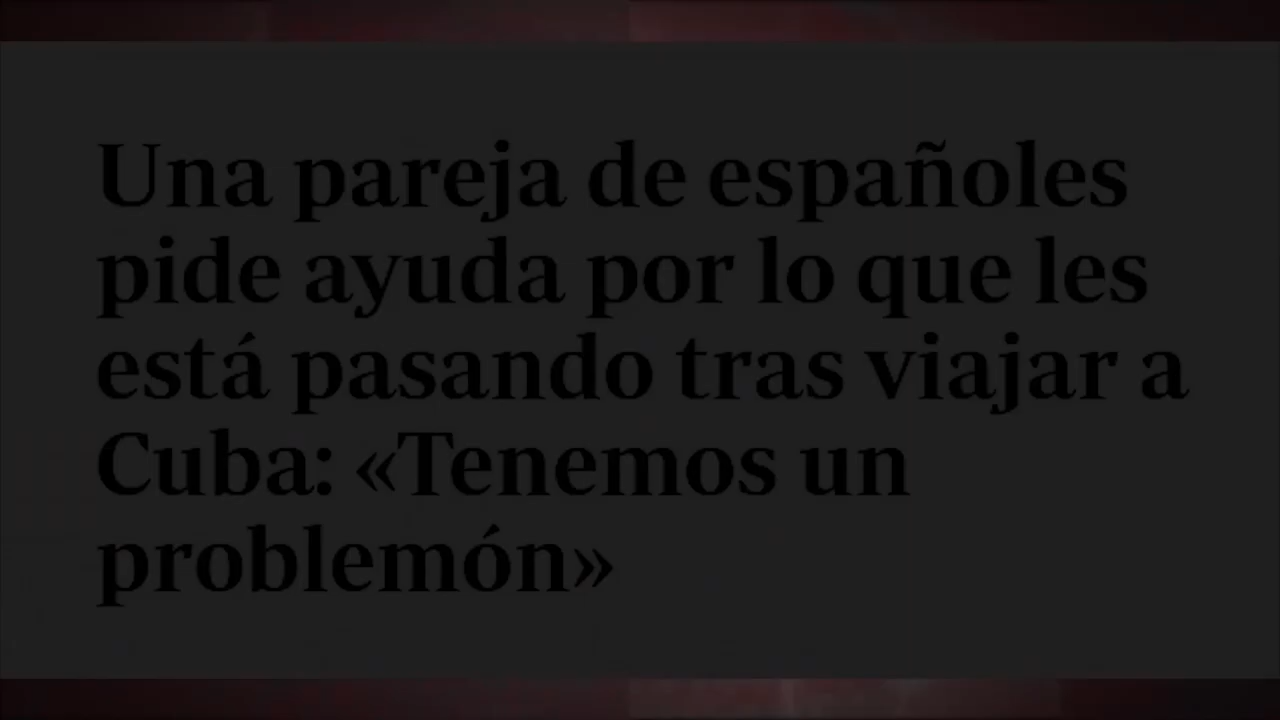 Una pareja de españoles
pide ayuda por lo que les
está pasando tras viajar a
Cuba: «Tenemos un
problemón»